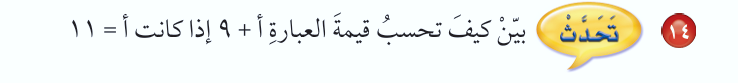 ١٤ تَحَدَّثْ بيّنْ كيفَ تحسبُ قيمةَ العبارةِ أ + ٩ إذا كانت أ = ١١